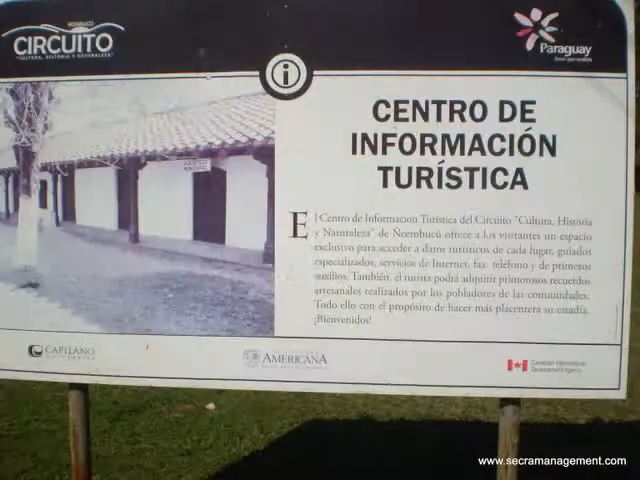 ÑEEMBUCÚ
CIRCUITO
"CULTURA, HISTORIA Y NATURALEZA"
Paraguay
i
CENTRO DE
INFORMACIÓN
TURÍSTICA
El Centro de Informacion Turística del Circuito "Cultura, Historia
y Naturaleza" de Ñeembucú ofrece a los visitantes un espacio
exclusivo para acceder a datos turísticos de cada lugar, guiados
especializados, servicios de Internet, fax, teléfono y de primeros
auxilios. También, el turista podrá adquirir primorosos recuerdos
artesanales realizados por los pobladores de las comunidades.
Todo ello con el propósito de hacer más placentera su estadía.
¡Bienvenidos!
CAPILANO
AMERICANA
Canadian International
Development Agency
www.secramanagement.com